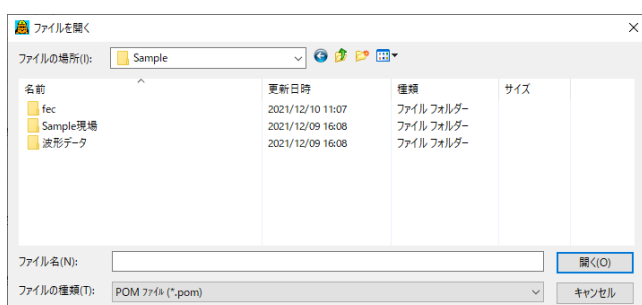 ファイルを開く
ファイルの場所(I): Sample
名前 更新日時 種類 サイズ
fec 2021/12/10 11:07 ファイル フォルダー
Sample現場 2021/12/09 16:08 ファイル フォルダー
波形データ 2021/12/09 16:08 ファイル フォルダー
ファイル名(N): 開く(O)
ファイルの種類(T): POM ファイル (*.pom) キャンセル